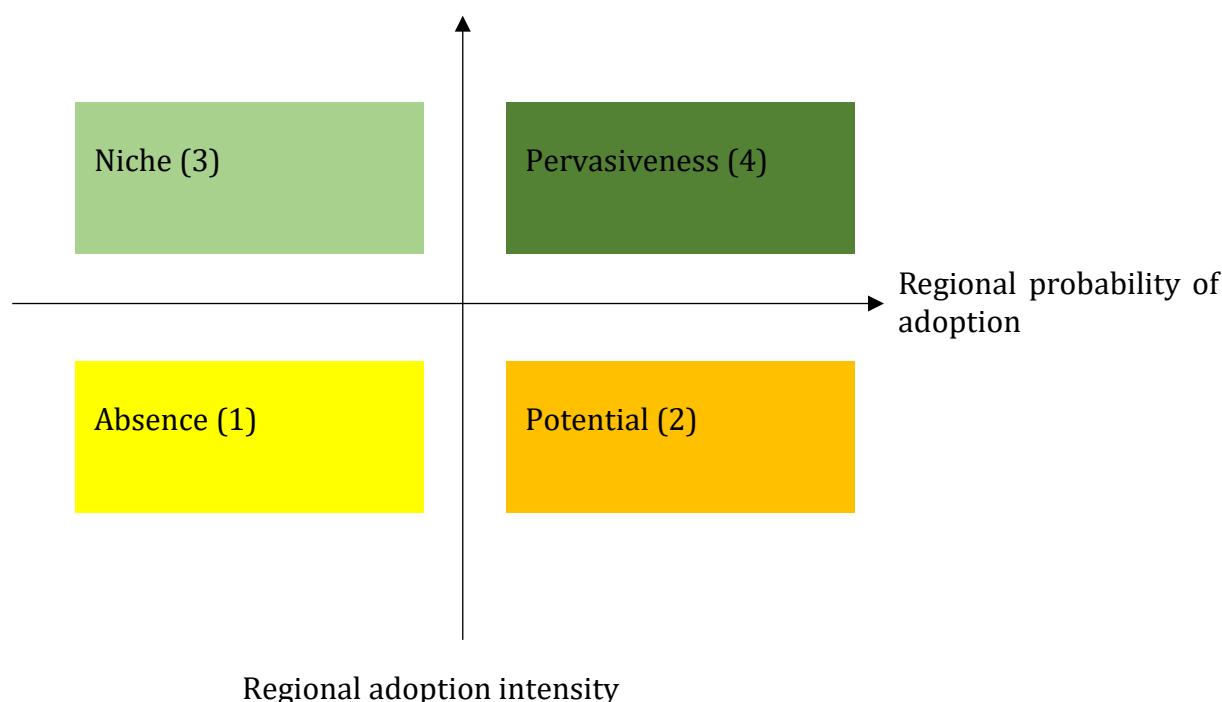 Niche (3)
Pervasiveness (4)
Regional probability of
adoption
Absence (1)
Potential (2)
Regional adoption intensity